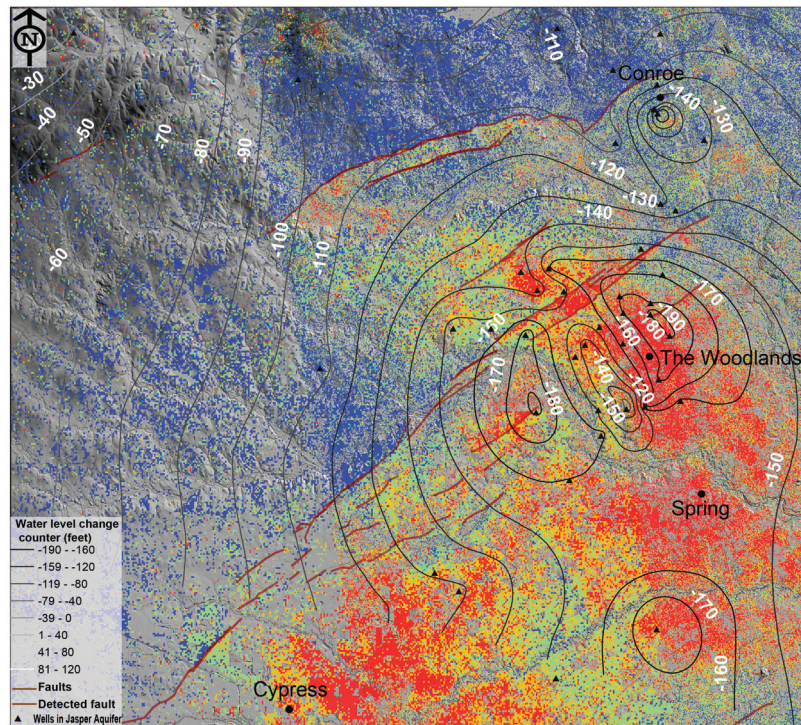 N
-110
-30
Conroe
-140
-40
-130
-50
-70
-80
-90
-120
-130
-140
-100
-110
-60
-170
-190
-180
-160
-150
The Woodlands
-140
-170
-120
-180
-150
-150
Spring
Water level change
counter (feet)
-190 - -160
-159 - -120
-119 - -80
-79 - -40
-39 - 0
1 - 40
41 - 80
81 - 120
Faults
Detected fault
Wells in Jasper Aquifer
-170
-160
Cypress